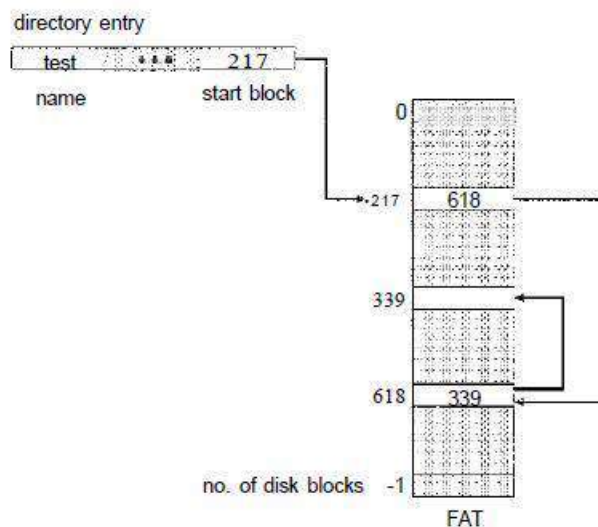 directory entry
test ••• 217
name start block
0
217 618
339
618 339
no. of disk blocks -1
FAT